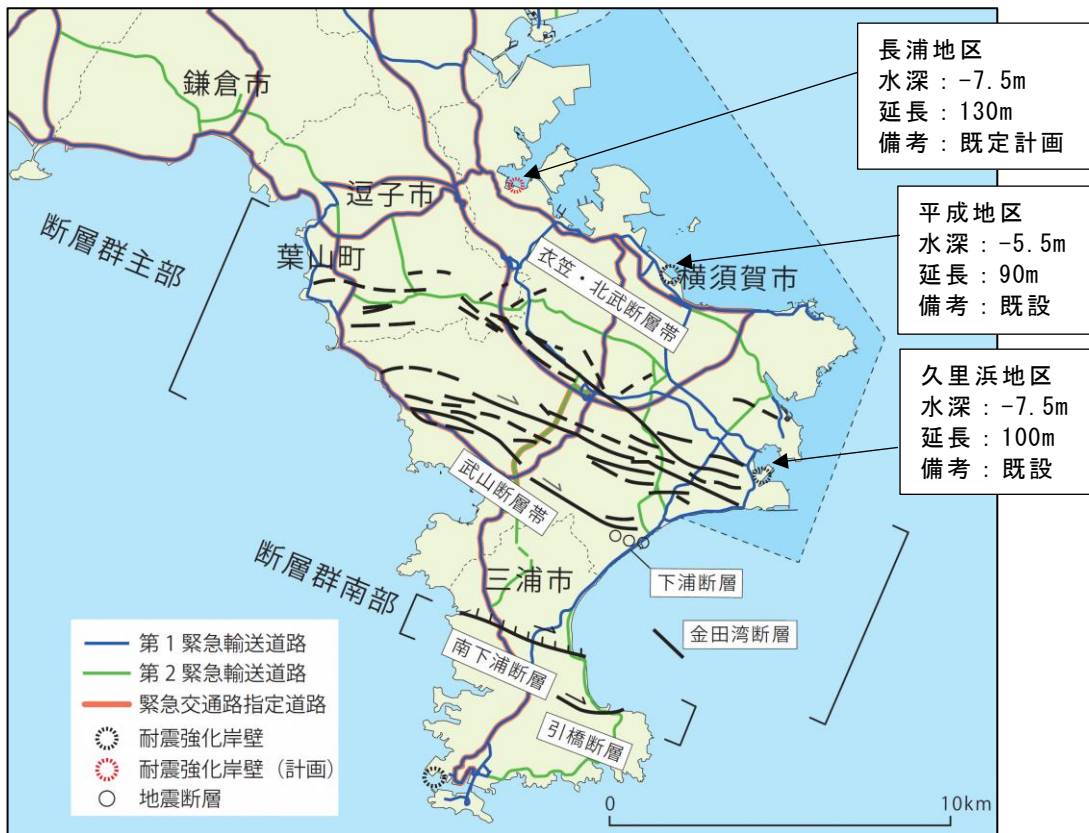 長浦地区
水深：-7.5m
延長：130m
備考：既定計画
平成地区
水深：-5.5m
延長：90m
備考：既設
久里浜地区
水深：-7.5m
延長：100m
備考：既設
鎌倉市
逗子市
葉山町
横須賀市
断層群主部
衣笠・北武断層帯
武山断層帯
断層群南部
三浦市
下浦断層
金田湾断層
南下浦断層
引橋断層
第1緊急輸送道路
第2緊急輸送道路
緊急交通路指定道路
耐震強化岸壁
耐震強化岸壁（計画）
地震断層
0
10km